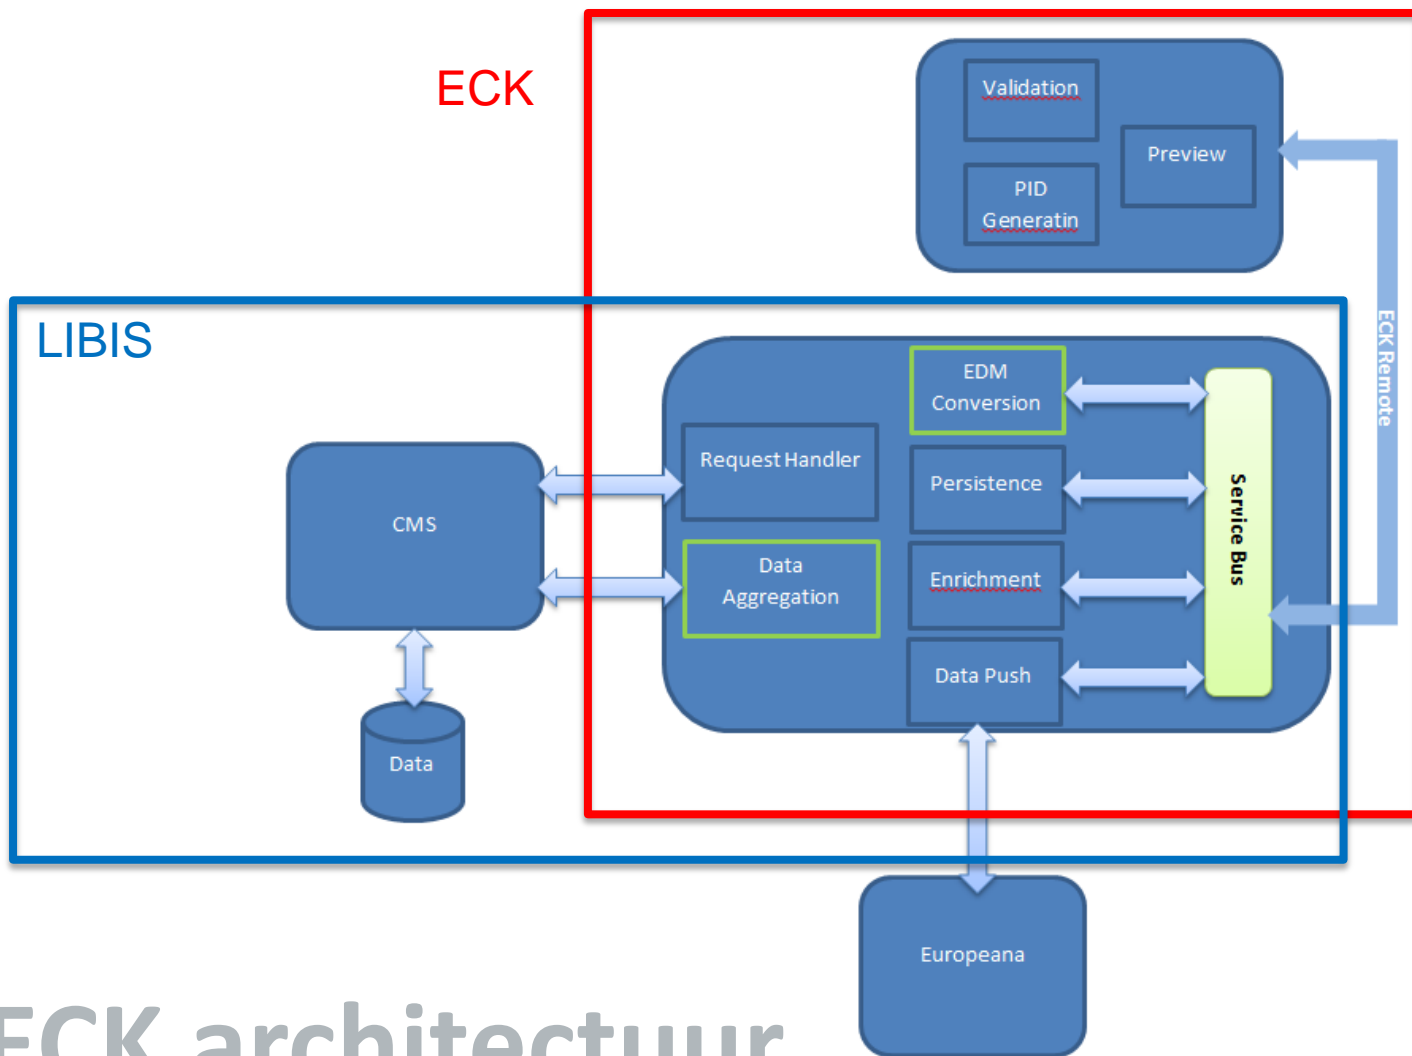 ECK
Validation
Preview
PID
Generatin
LIBIS
ECK Remote
EDM
Conversion
Request Handler
Persistence
Service Bus
CMS
Data
Aggregation
Enrichment
Data Push
Data
Europeana
ECK architectuur